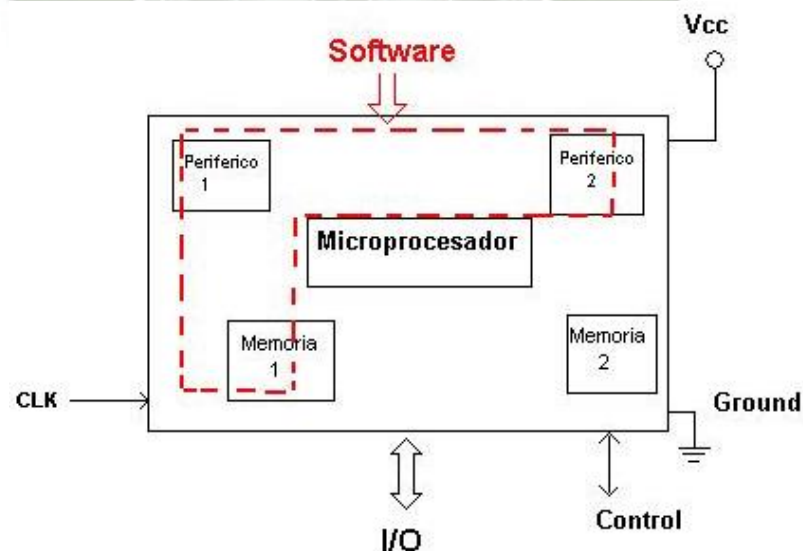 Vcc
Software
Periferico
1
Periferico
2
Microprocesador
Memoria
1
Memoria
2
CLK
Ground
Control
I/O